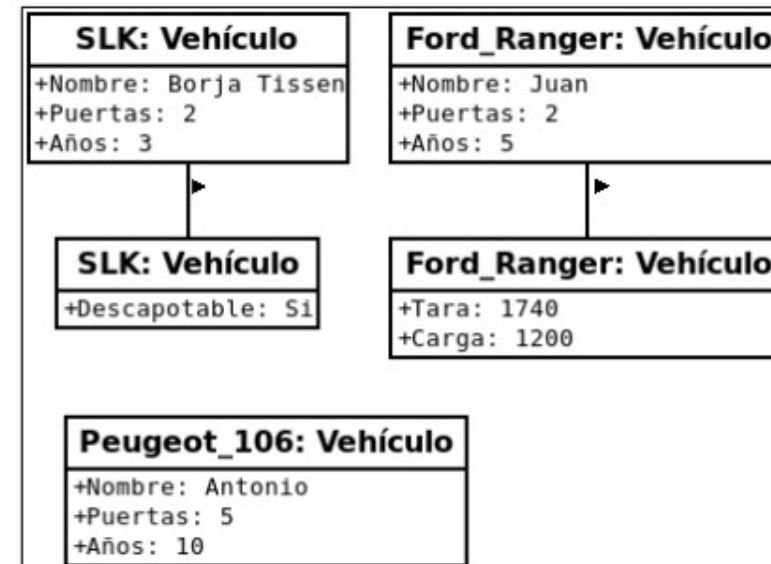 SLK: Vehículo
+Nombre: Borja Tissen
+Puertas: 2
+Años: 3
Ford_Ranger: Vehículo
+Nombre: Juan
+Puertas: 2
+Años: 5
SLK: Vehículo
+Descapotable: Si
Ford_Ranger: Vehículo
+Tara: 1740
+Carga: 1200
Peugeot_106: Vehículo
+Nombre: Antonio
+Puertas: 5
+Años: 10